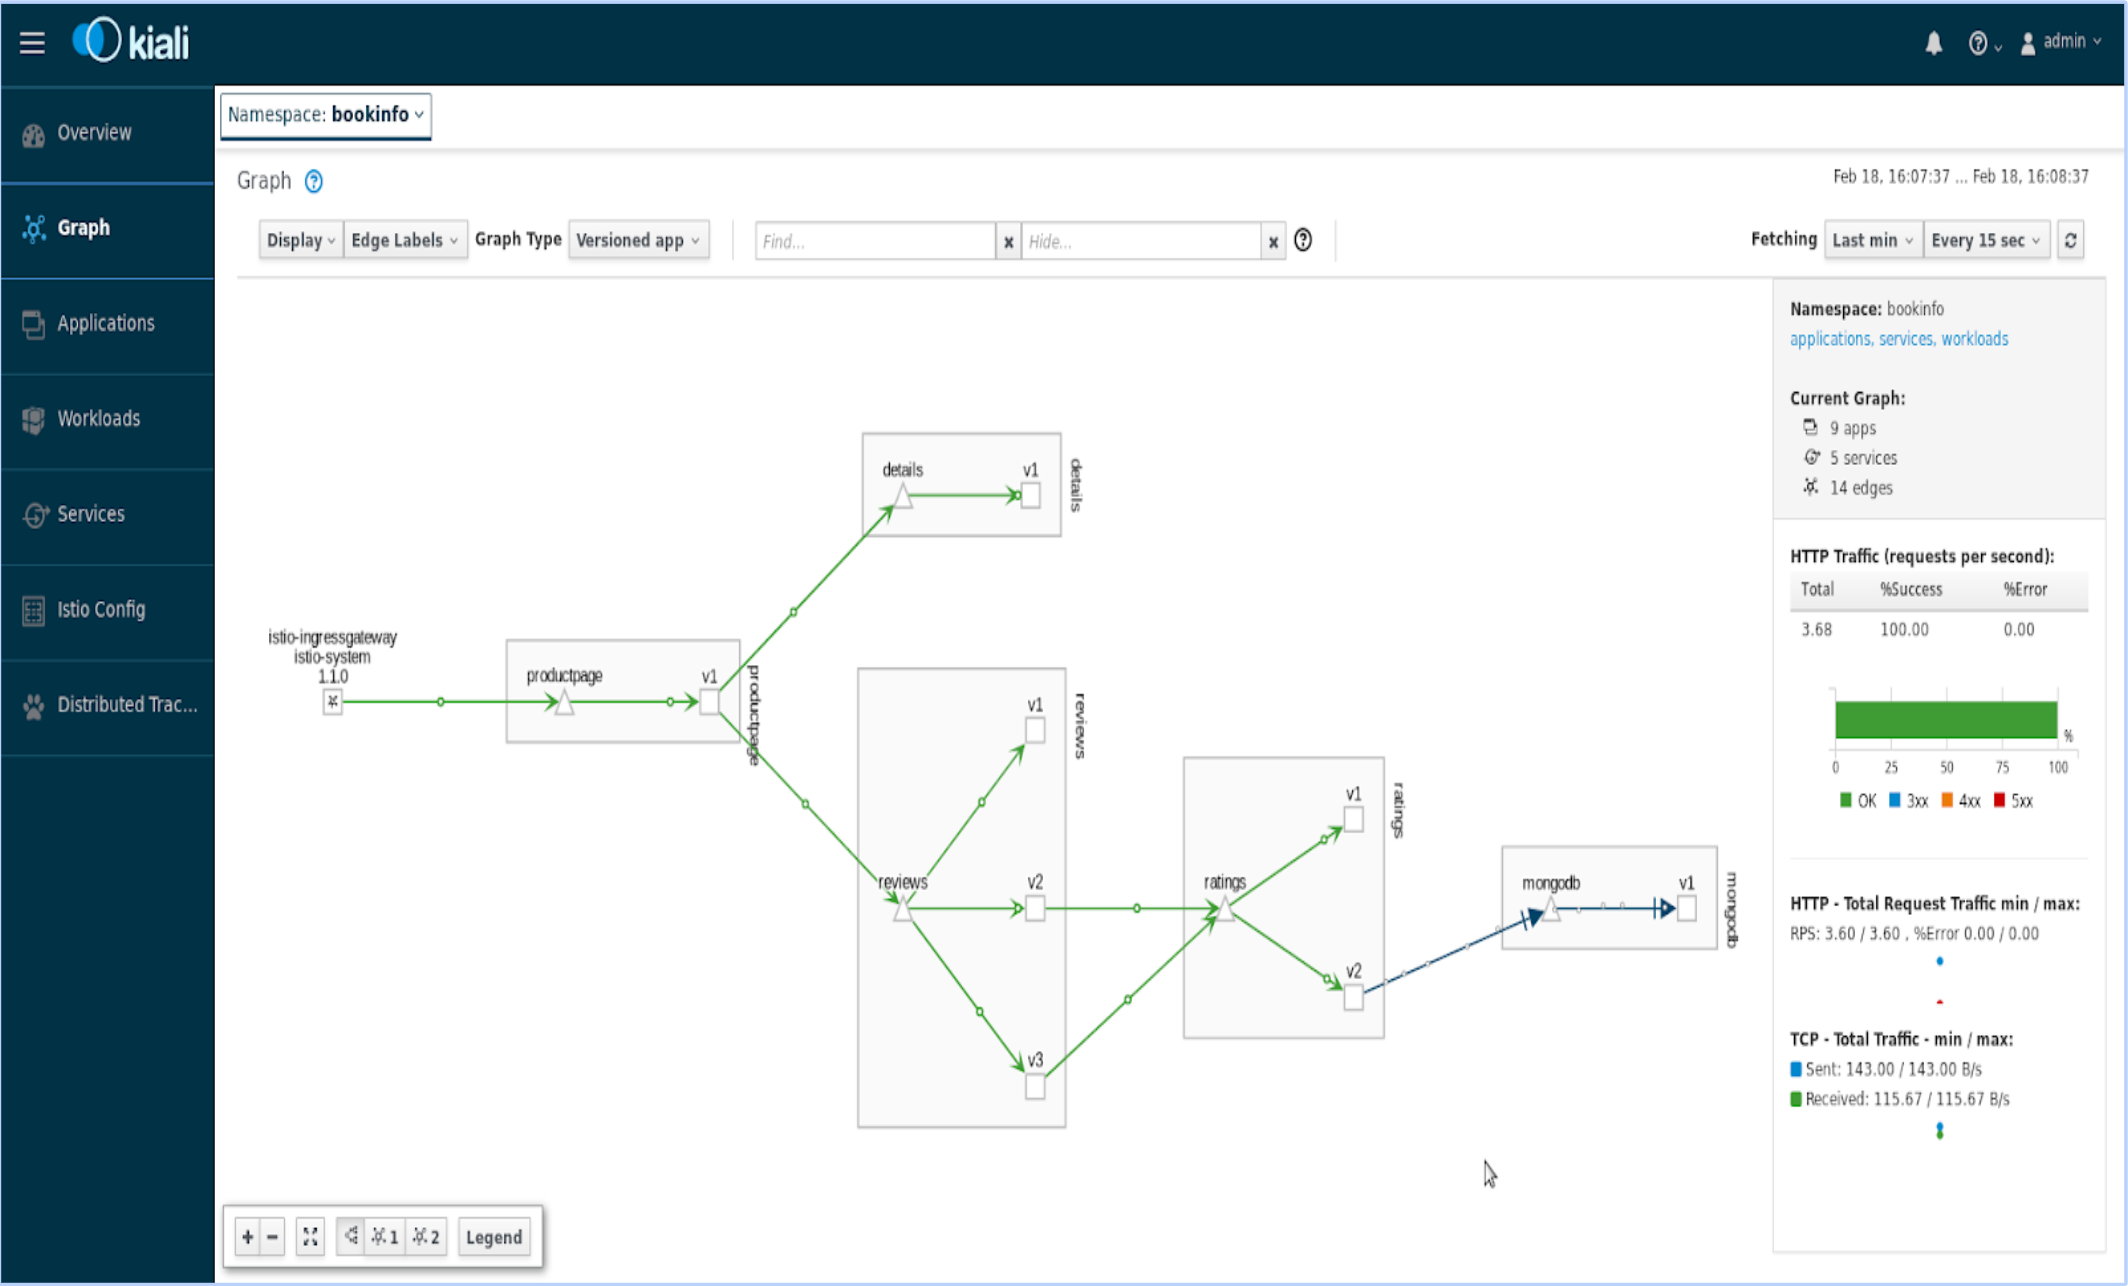 kiali
admin
Namespace: bookinfo
Overview
Graph
Applications
Workloads
Services
Istio Config
Distributed Trac...
Graph
Feb 18, 16:07:37 ... Feb 18, 16:08:37
Display
Edge Labels
Graph Type
Versioned app
Find...
Hide...
Fetching
Last min
Every 15 sec
istio-ingressgateway
istio-system
1.1.0
productpage
v1
productpage
details
v1
details
reviews
v1
v2
v3
reviews
ratings
v1
v2
ratings
mongodb
v1
mongodb
Namespace: bookinfo
applications, services, workloads
Current Graph:
9 apps
5 services
14 edges
HTTP Traffic (requests per second):
Total %Success %Error
3.68 100.00 0.00
%
0 25 50 75 100
OK 3xx 4xx 5xx
HTTP - Total Request Traffic min / max:
RPS: 3.60 / 3.60 , %Error 0.00 / 0.00
TCP - Total Traffic - min / max:
Sent: 143.00 / 143.00 B/s
Received: 115.67 / 115.67 B/s
+ -
1
2
Legend